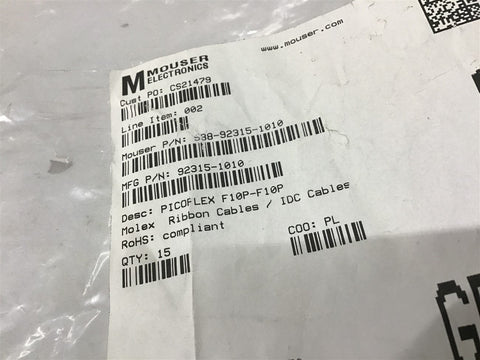 www.mouser.com
M MOUSER
ELECTRONICS
Cust PO: CS21479
Line Item: 002
Mouser P/N: 538-92315-1010
MFG P/N: 92315-1010
Desc: PICOFLEX F10P-F10P
Molex Ribbon Cables / IDC Cables
RoHS: compliant
QTY: 15
COO: PL